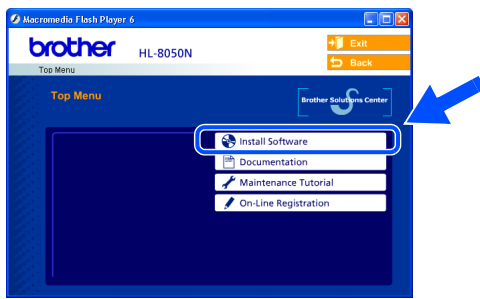 Macromedia Flash Player 6
brother
HL-8050N
Exit
Back
Top Menu
Top Menu
Brother Solutions Center
Install Software
Documentation
Maintenance Tutorial
On-Line Registration